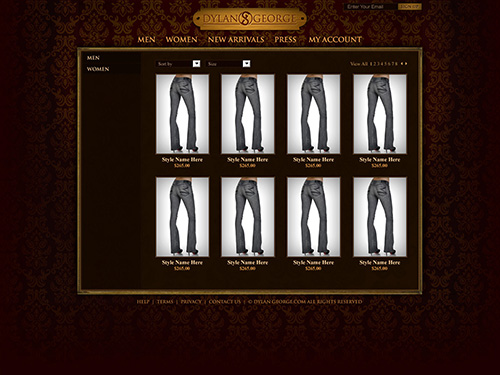 Enter Your Email SIGN UP
DYLAN GEORGE
MEN WOMEN NEW ARRIVALS PRESS MY ACCOUNT
MEN
WOMEN
Sort by Size View All 1 2 3 4 5 6 7 8
Style Name Here Style Name Here Style Name Here Style Name Here
$265.00 $265.00 $265.00 $265.00
Style Name Here Style Name Here Style Name Here Style Name Here
$265.00 $265.00 $265.00 $265.00
HELP | TERMS | PRIVACY | CONTACT US | © DYLAN GEORGE.COM ALL RIGHTS RESERVED